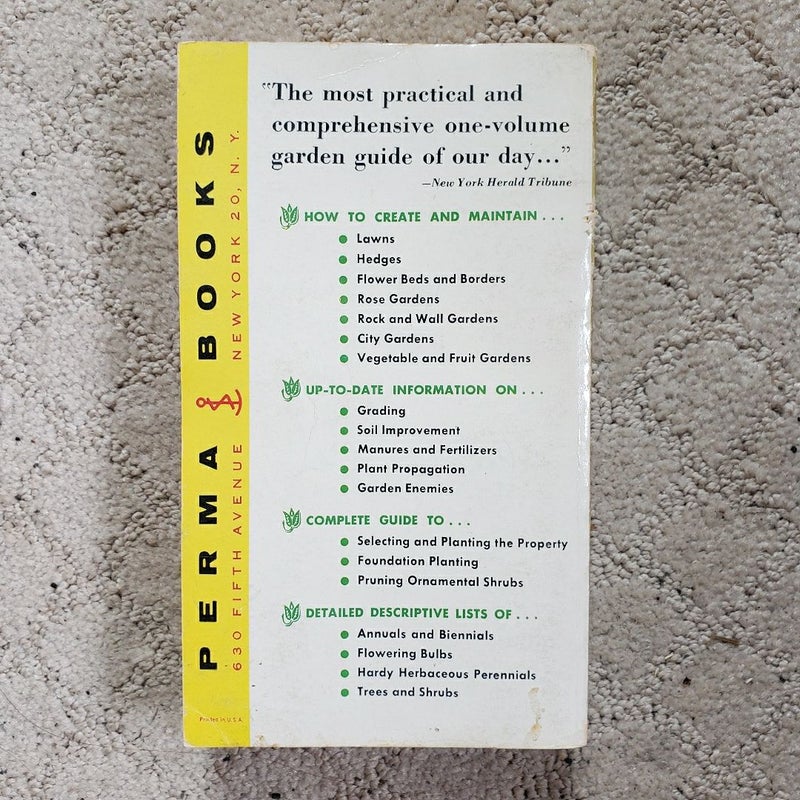 “The most practical and
comprehensive one-volume
garden guide of our day...”
—New York Herald Tribune
HOW TO CREATE AND MAINTAIN . . .
Lawns
Hedges
Flower Beds and Borders
Rose Gardens
Rock and Wall Gardens
City Gardens
Vegetable and Fruit Gardens
UP-TO-DATE INFORMATION ON . . .
Grading
Soil Improvement
Manures and Fertilizers
Plant Propagation
Garden Enemies
COMPLETE GUIDE TO . . .
Selecting and Planting the Property
Foundation Planting
Pruning Ornamental Shrubs
DETAILED DESCRIPTIVE LISTS OF . . .
Annuals and Biennials
Flowering Bulbs
Hardy Herbaceous Perennials
Trees and Shrubs
PERMA BOOKS
630 FIFTH AVENUE NEW YORK 20, N. Y.
Printed in U.S.A.